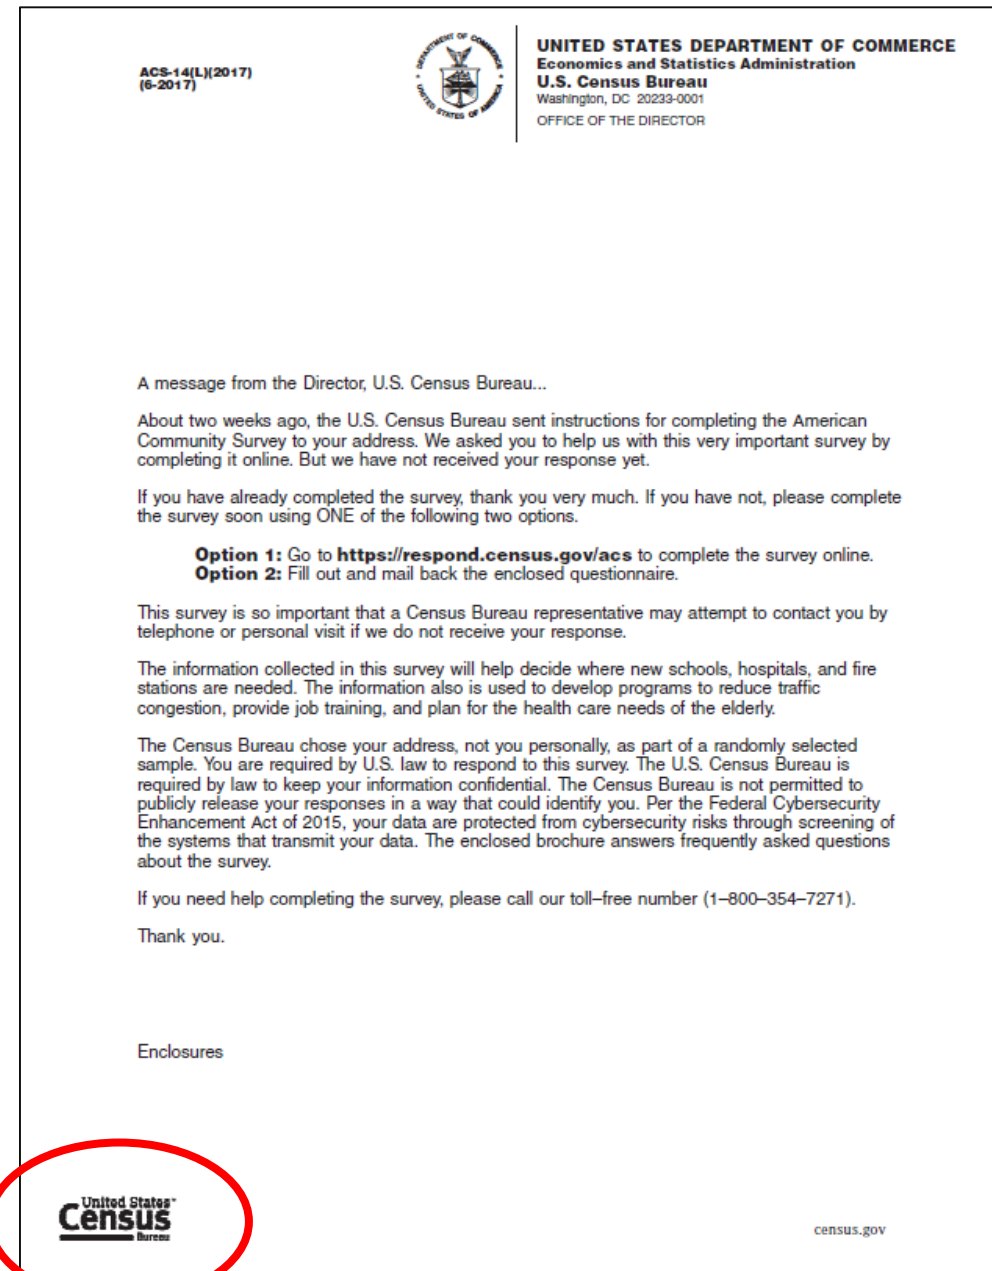 ACS-14(L)(2017)
(6-2017)
DEPARTMENT OF COMMERCE
UNITED STATES OF AMERICA
UNITED STATES DEPARTMENT OF COMMERCE
Economics and Statistics Administration
U.S. Census Bureau
Washington, DC 20233-0001
OFFICE OF THE DIRECTOR
A message from the Director, U.S. Census Bureau...
About two weeks ago, the U.S. Census Bureau sent instructions for completing the American
Community Survey to your address. We asked you to help us with this very important survey by
completing it online. But we have not received your response yet.
If you have already completed the survey, thank you very much. If you have not, please complete
the survey soon using ONE of the following two options.
Option 1: Go to https://respond.census.gov/acs to complete the survey online.
Option 2: Fill out and mail back the enclosed questionnaire.
This survey is so important that a Census Bureau representative may attempt to contact you by
telephone or personal visit if we do not receive your response.
The information collected in this survey will help decide where new schools, hospitals, and fire
stations are needed. The information also is used to develop programs to reduce traffic
congestion, provide job training, and plan for the health care needs of the elderly.
The Census Bureau chose your address, not you personally, as part of a randomly selected
sample. You are required by U.S. law to respond to this survey. The U.S. Census Bureau is
required by law to keep your information confidential. The Census Bureau is not permitted to
publicly release your responses in a way that could identify you. Per the Federal Cybersecurity
Enhancement Act of 2015, your data are protected from cybersecurity risks through screening of
the systems that transmit your data. The enclosed brochure answers frequently asked questions
about the survey.
If you need help completing the survey, please call our toll–free number (1–800–354–7271).
Thank you.
Enclosures
United States™
Census
Bureau
census.gov